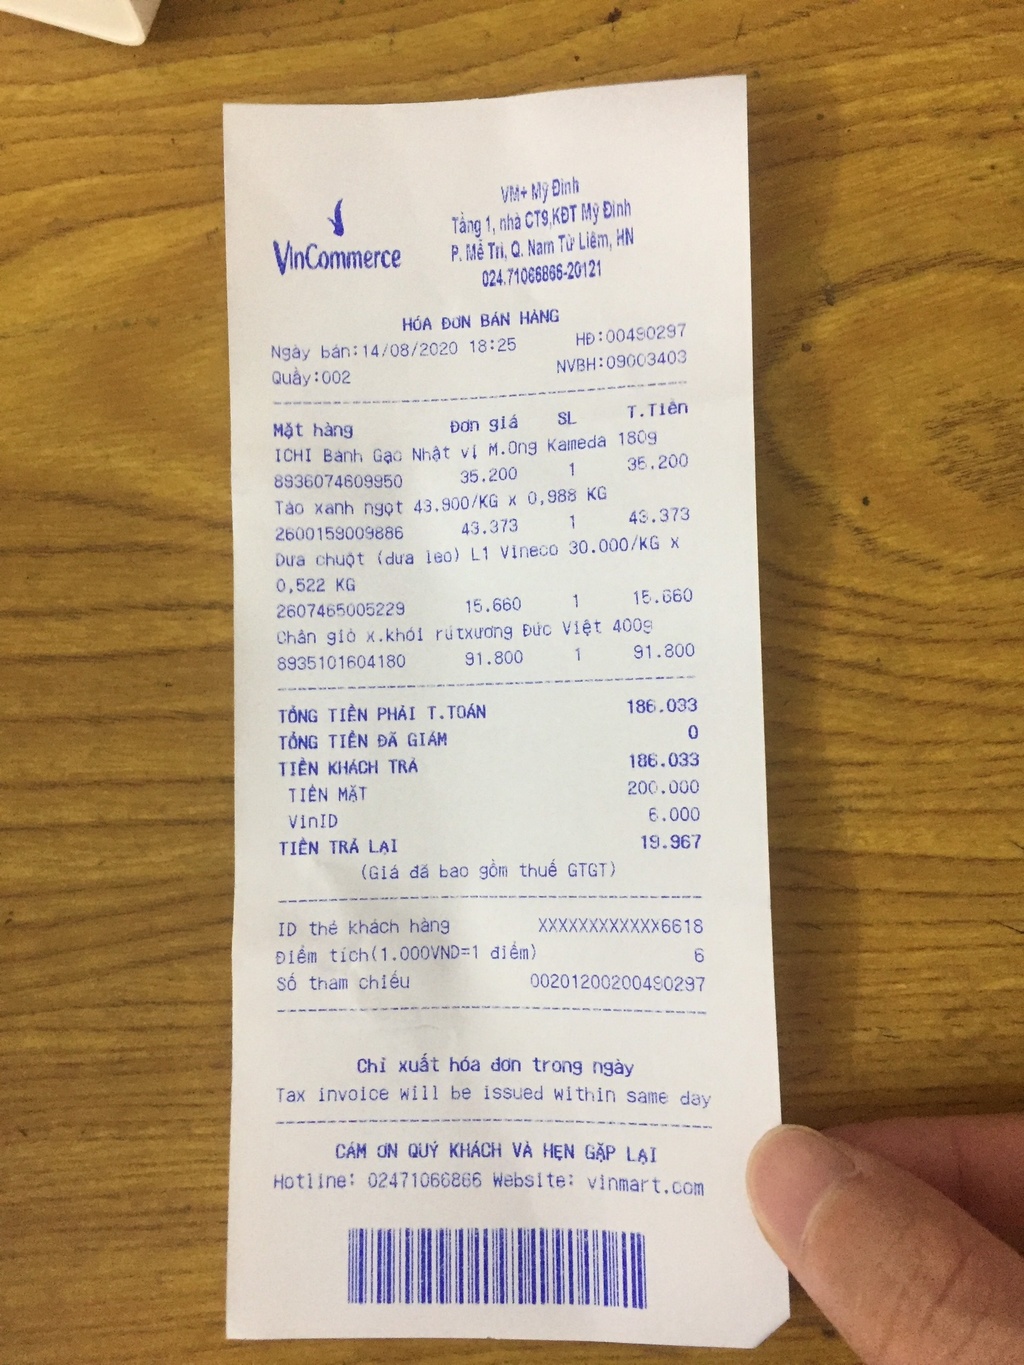 VinCommerce
VM+ Mỹ Đình
Tầng 1, nhà CT9,KĐT Mỹ Đình
P. Mễ Trì, Q. Nam Từ Liêm, HN
024.71066866-20121
HÓA ĐƠN BÁN HÀNG
Ngày bán:14/08/2020 18:25 HĐ:00490297
Quầy:002 NVBH:09003403
Mặt hàng Đơn giá SL T.Tiền
ICHI Bánh Gạo Nhật vị M.Ong Kameda 180g
8936074609950 35.200 1 35.200
Táo xanh ngọt 43.900/KG x 0,988 KG
2600159009886 43.373 1 43.373
Dưa chuột (dưa leo) L1 Vineco 30.000/KG x
0,522 KG
2607465005229 15.660 1 15.660
Chân giò x.khói rútxương Đức Việt 400g
8935101604180 91.800 1 91.800
TỔNG TIỀN PHẢI T.TOÁN 186.033
TỔNG TIỀN ĐÃ GIẢM 0
TIỀN KHÁCH TRẢ 186.033
TIỀN MẶT 200.000
VinID 6.000
TIỀN TRẢ LẠI 19.967
(Giá đã bao gồm thuế GTGT)
ID thẻ khách hàng XXXXXXXXXXXX6618
Điểm tích(1.000VND=1 điểm) 6
Số tham chiếu 00201200200490297
Chỉ xuất hóa đơn trong ngày
Tax invoice will be issued within same day
CẢM ƠN QUÝ KHÁCH VÀ HẸN GẶP LẠI
Hotline: 02471066866 Website: vinmart.com